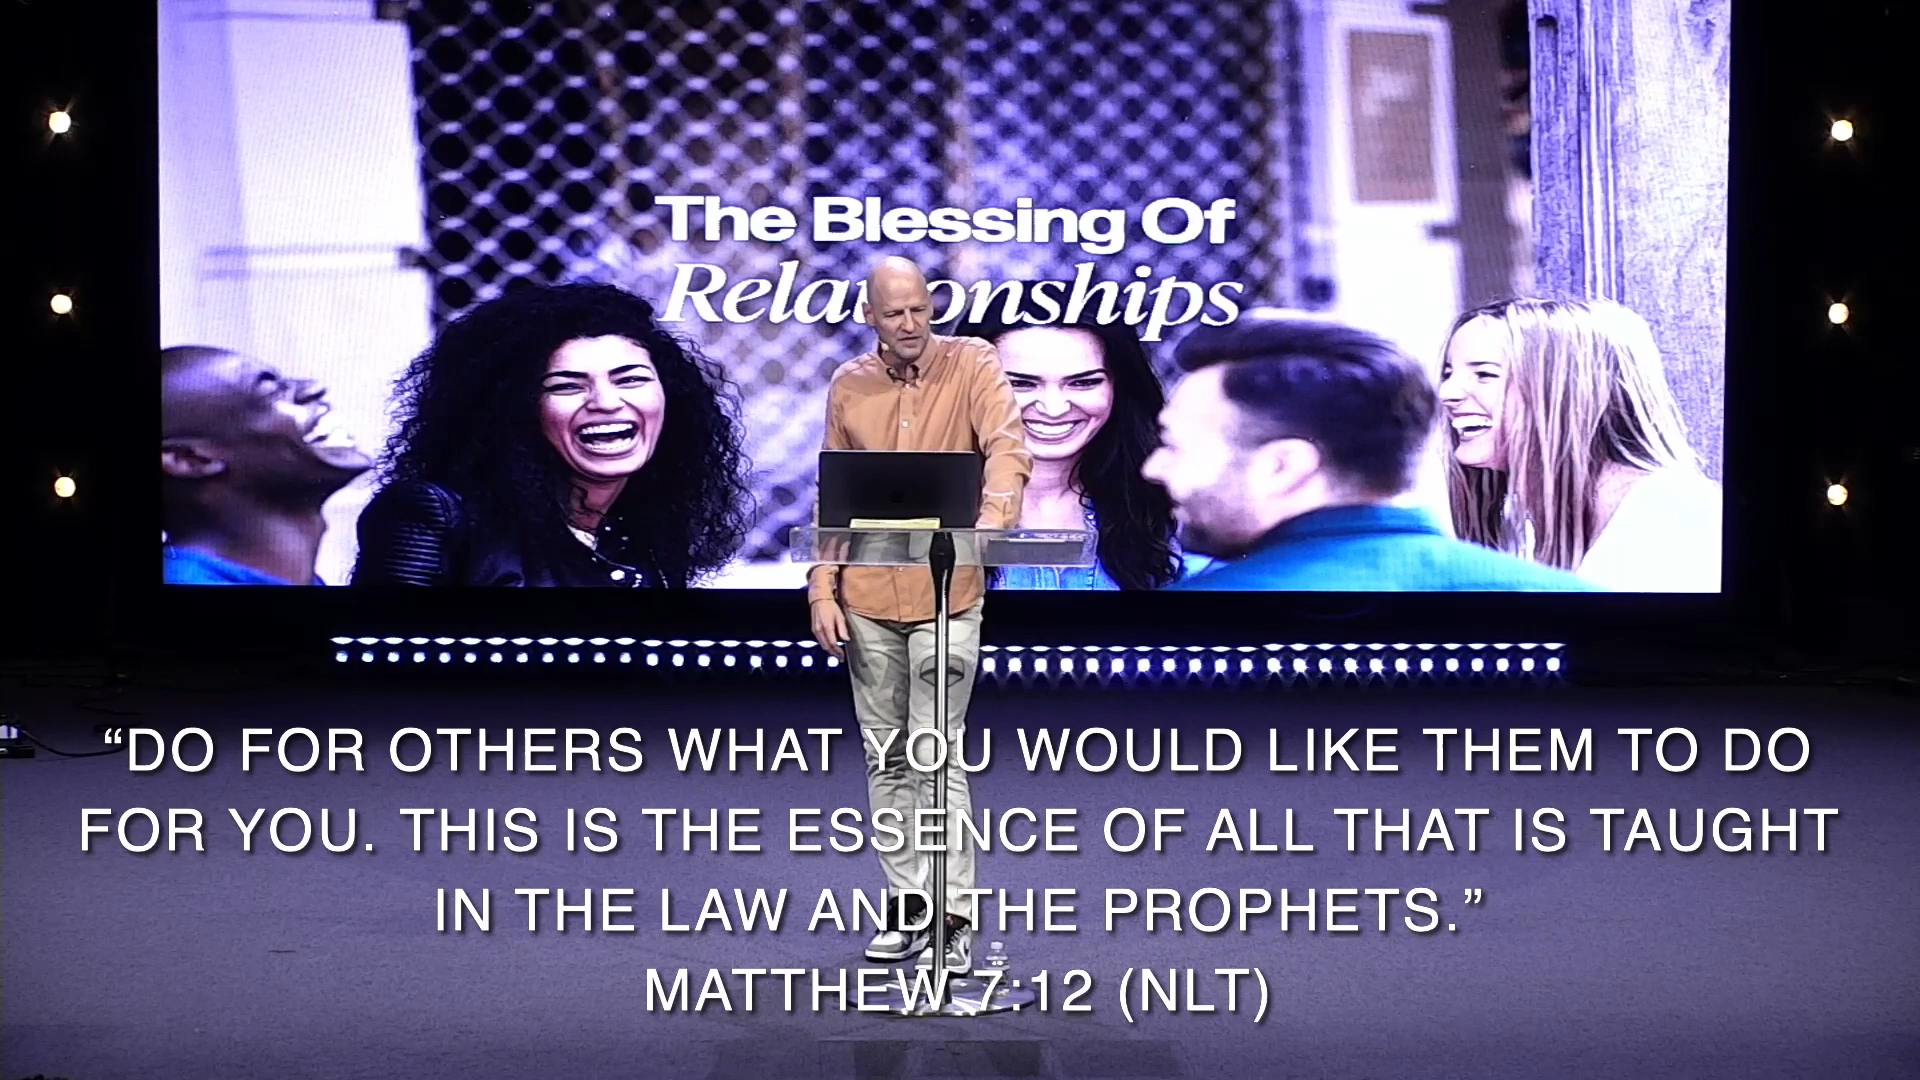 The Blessing Of
Relationships
“DO FOR OTHERS WHAT YOU WOULD LIKE THEM TO DO
FOR YOU. THIS IS THE ESSENCE OF ALL THAT IS TAUGHT
IN THE LAW AND THE PROPHETS.”
MATTHEW 7:12 (NLT)